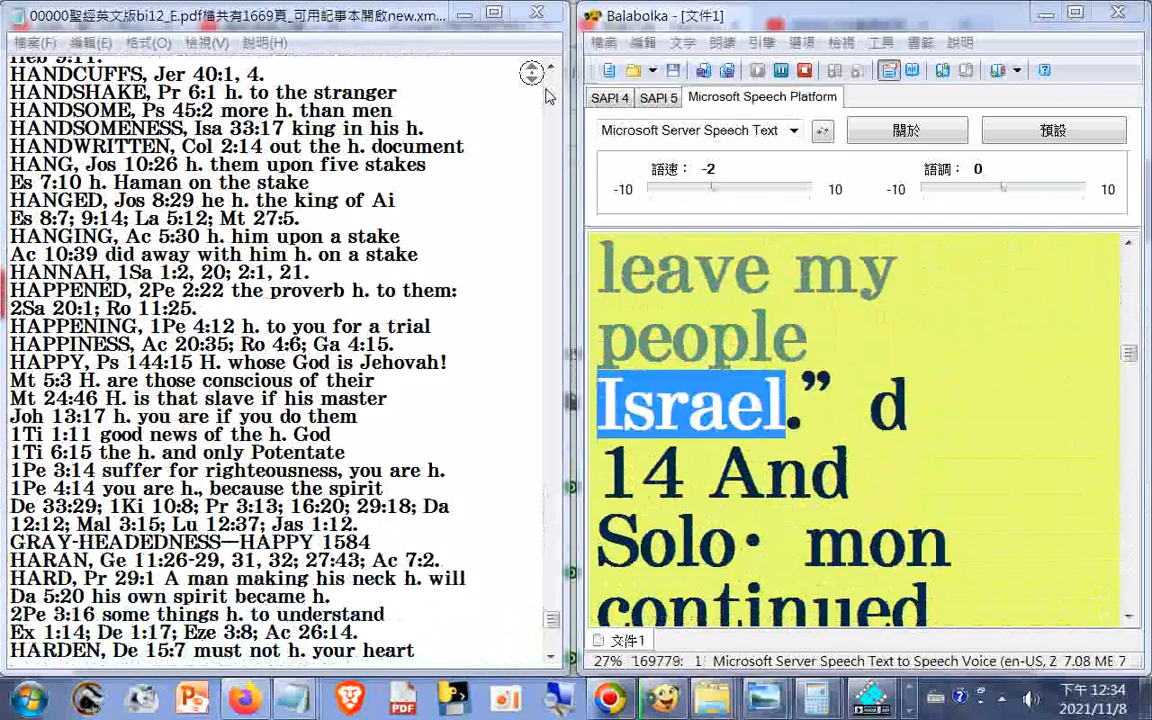 00000聖經英文版bi12_E.pdf檔共有1669頁_可用記事本開啟new.xm...
檔案(F) 編輯(E) 格式(O) 檢視(V) 說明(H)
Heb 9:11.
HANDCUFFS, Jer 40:1, 4.
HANDSHAKE, Pr 6:1 h. to the stranger
HANDSOME, Ps 45:2 more h. than men
HANDSOMENESS, Isa 33:17 king in his h.
HANDWRITTEN, Col 2:14 out the h. document
HANG, Jos 10:26 h. them upon five stakes
Es 7:10 h. Haman on the stake
HANGED, Jos 8:29 he h. the king of Ai
Es 8:7; 9:14; La 5:12; Mt 27:5.
HANGING, Ac 5:30 h. him upon a stake
Ac 10:39 did away with him h. on a stake
HANNAH, 1Sa 1:2, 20; 2:1, 21.
HAPPENED, 2Pe 2:22 the proverb h. to them:
2Sa 20:1; Ro 11:25.
HAPPENING, 1Pe 4:12 h. to you for a trial
HAPPINESS, Ac 20:35; Ro 4:6; Ga 4:15.
HAPPY, Ps 144:15 H. whose God is Jehovah!
Mt 5:3 H. are those conscious of their
Mt 24:46 H. is that slave if his master
Joh 13:17 h. you are if you do them
1Ti 1:11 good news of the h. God
1Ti 6:15 the h. and only Potentate
1Pe 3:14 suffer for righteousness, you are h.
1Pe 4:14 you are h., because the spirit
De 33:29; 1Ki 10:8; Pr 3:13; 16:20; 29:18; Da
12:12; Mal 3:15; Lu 12:37; Jas 1:12.
GRAY-HEADEDNESS—HAPPY 1584
HARAN, Ge 11:26-29, 31, 32; 27:43; Ac 7:2.
HARD, Pr 29:1 A man making his neck h. will
Da 5:20 his own spirit became h.
2Pe 3:16 some things h. to understand
Ex 1:14; De 1:17; Eze 3:8; Ac 26:14.
HARDEN, De 15:7 must not h. your heart
Balabolka - [文件1]
檔案 編輯 文字 朗讀 引擎 選項 檢視 工具 書籤 說明
SAPI 4 SAPI 5 Microsoft Speech Platform
Microsoft Server Speech Text 關於 預設
語速： -2 語調： 0
-10 10 -10 10
leave my
people
Israel.” d
14 And
Solo· mon
continued
文件1
27% 169779: 1 Microsoft Server Speech Text to Speech Voice (en-US, Z 7.08 MB 7
下午 12:34
2021/11/8